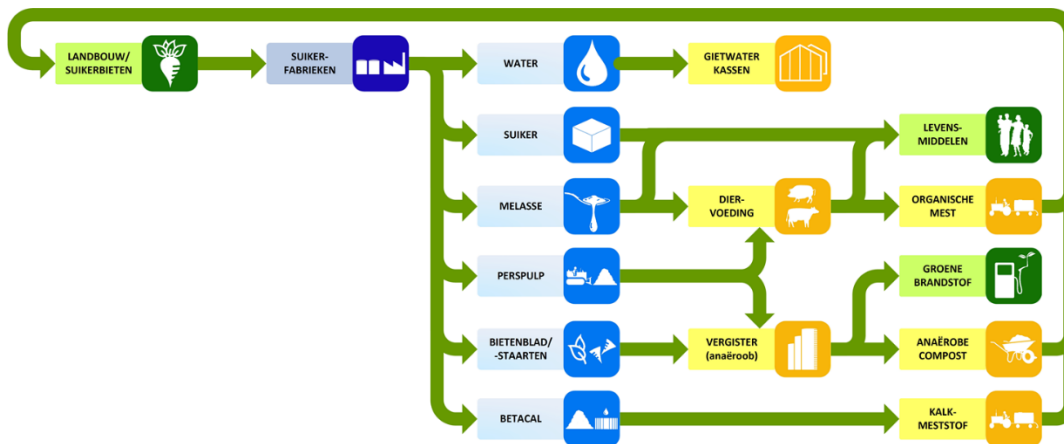 LANDBOUW/
SUIKERBIETEN
SUIKER-
FABRIEKEN
WATER
GIETWATER
KASSEN
SUIKER
LEVENS-
MIDDELEN
MELASSE
DIER-
VOEDING
ORGANISCHE
MEST
PERSPULP
GROENE
BRANDSTOF
BIETENBLAD/
-STAARTEN
VERGISTER
(anaëroob)
ANAËROBE
COMPOST
BETACAL
KALK-
MESTSTOF